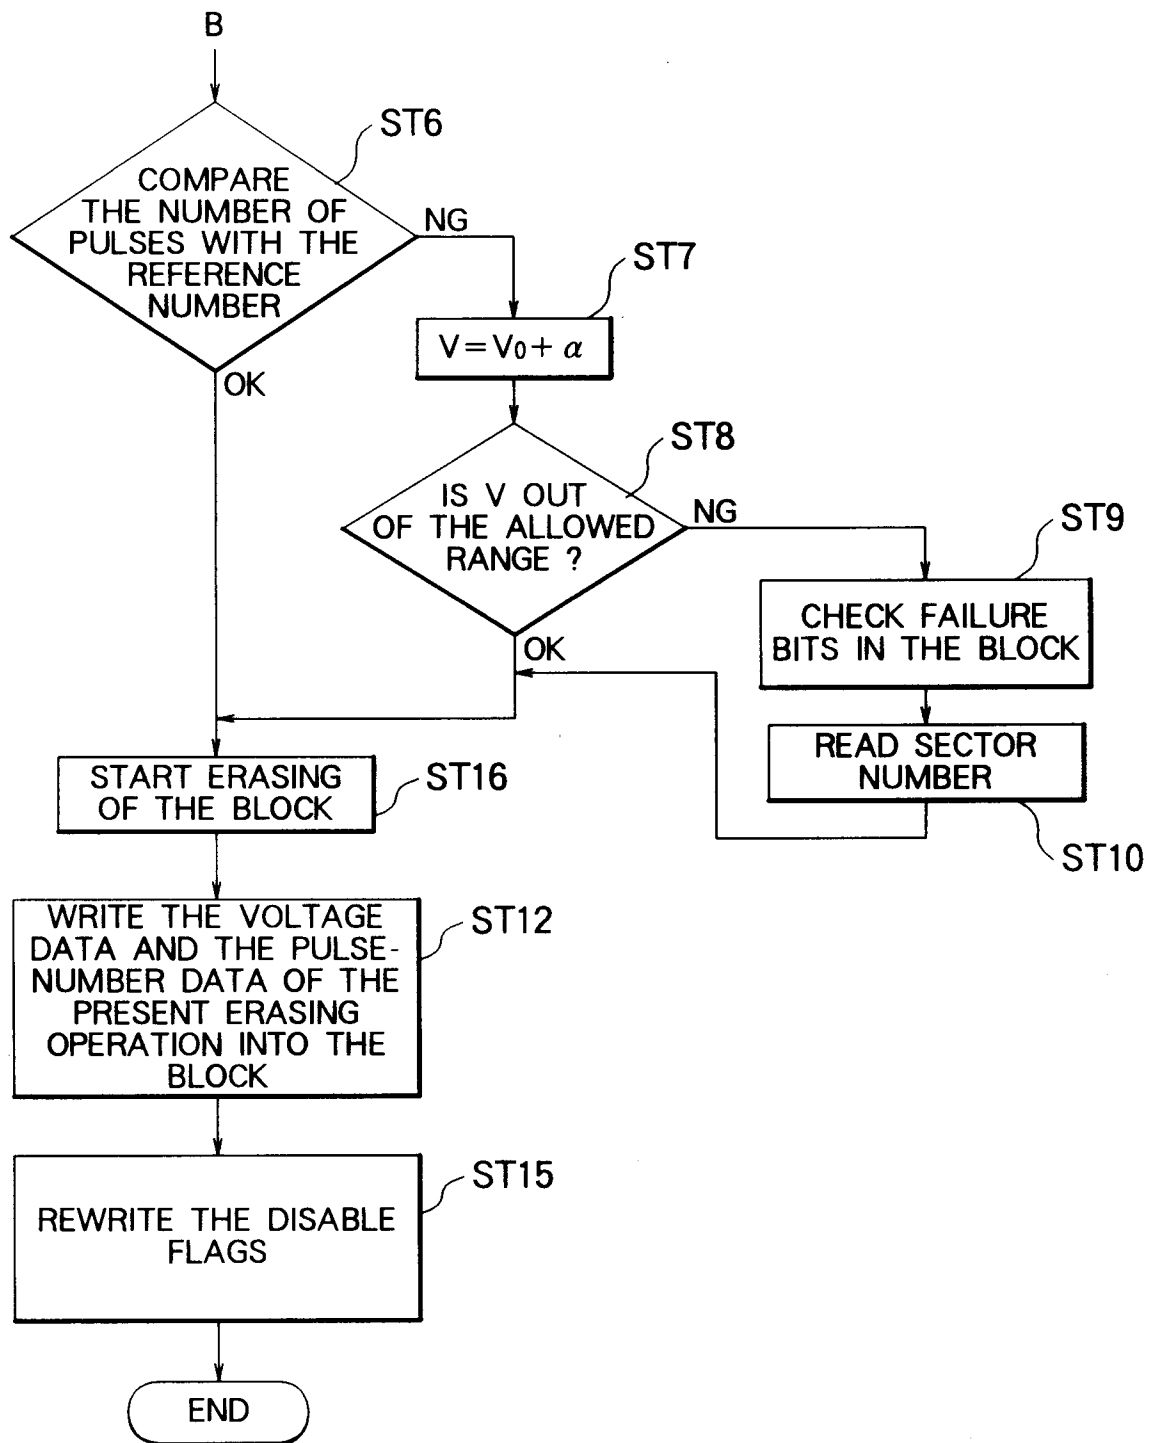 B
ST6
COMPARE
THE NUMBER OF
PULSES WITH THE
REFERENCE
NUMBER
NG
OK
ST7
V=V0+ α
ST8
IS V OUT
OF THE ALLOWED
RANGE ?
NG
OK
ST9
CHECK FAILURE
BITS IN THE BLOCK
READ SECTOR
NUMBER
ST10
START ERASING
OF THE BLOCK
ST16
WRITE THE VOLTAGE
DATA AND THE PULSE-
NUMBER DATA OF THE
PRESENT ERASING
OPERATION INTO THE
BLOCK
ST12
REWRITE THE DISABLE
FLAGS
ST15
END